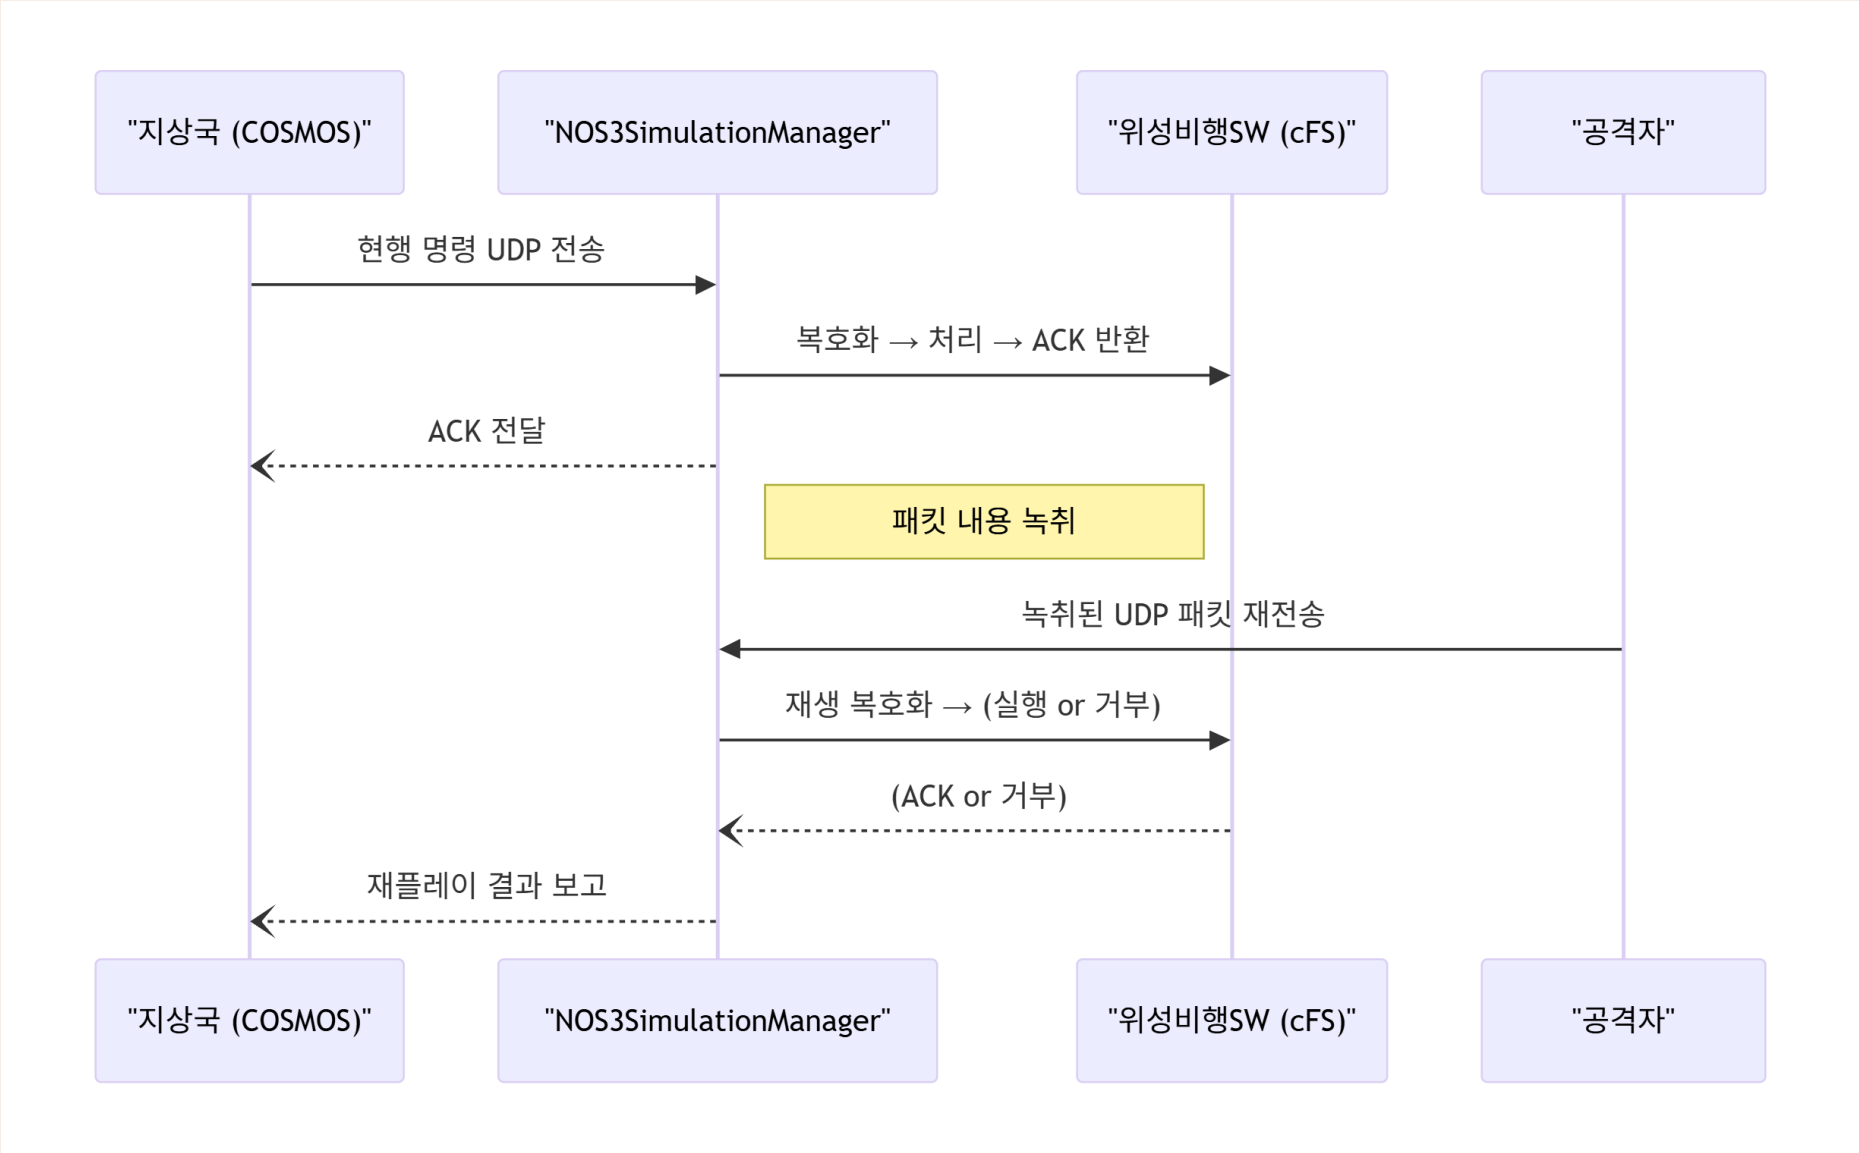 "지상국 (COSMOS)"
"NOS3SimulationManager"
"위성비행SW (cFS)"
"공격자"
현행 명령 UDP 전송
복호화 → 처리 → ACK 반환
ACK 전달
패킷 내용 녹취
녹취된 UDP 패킷 재전송
재생 복호화 → (실행 or 거부)
(ACK or 거부)
재플레이 결과 보고
"지상국 (COSMOS)"
"NOS3SimulationManager"
"위성비행SW (cFS)"
"공격자"